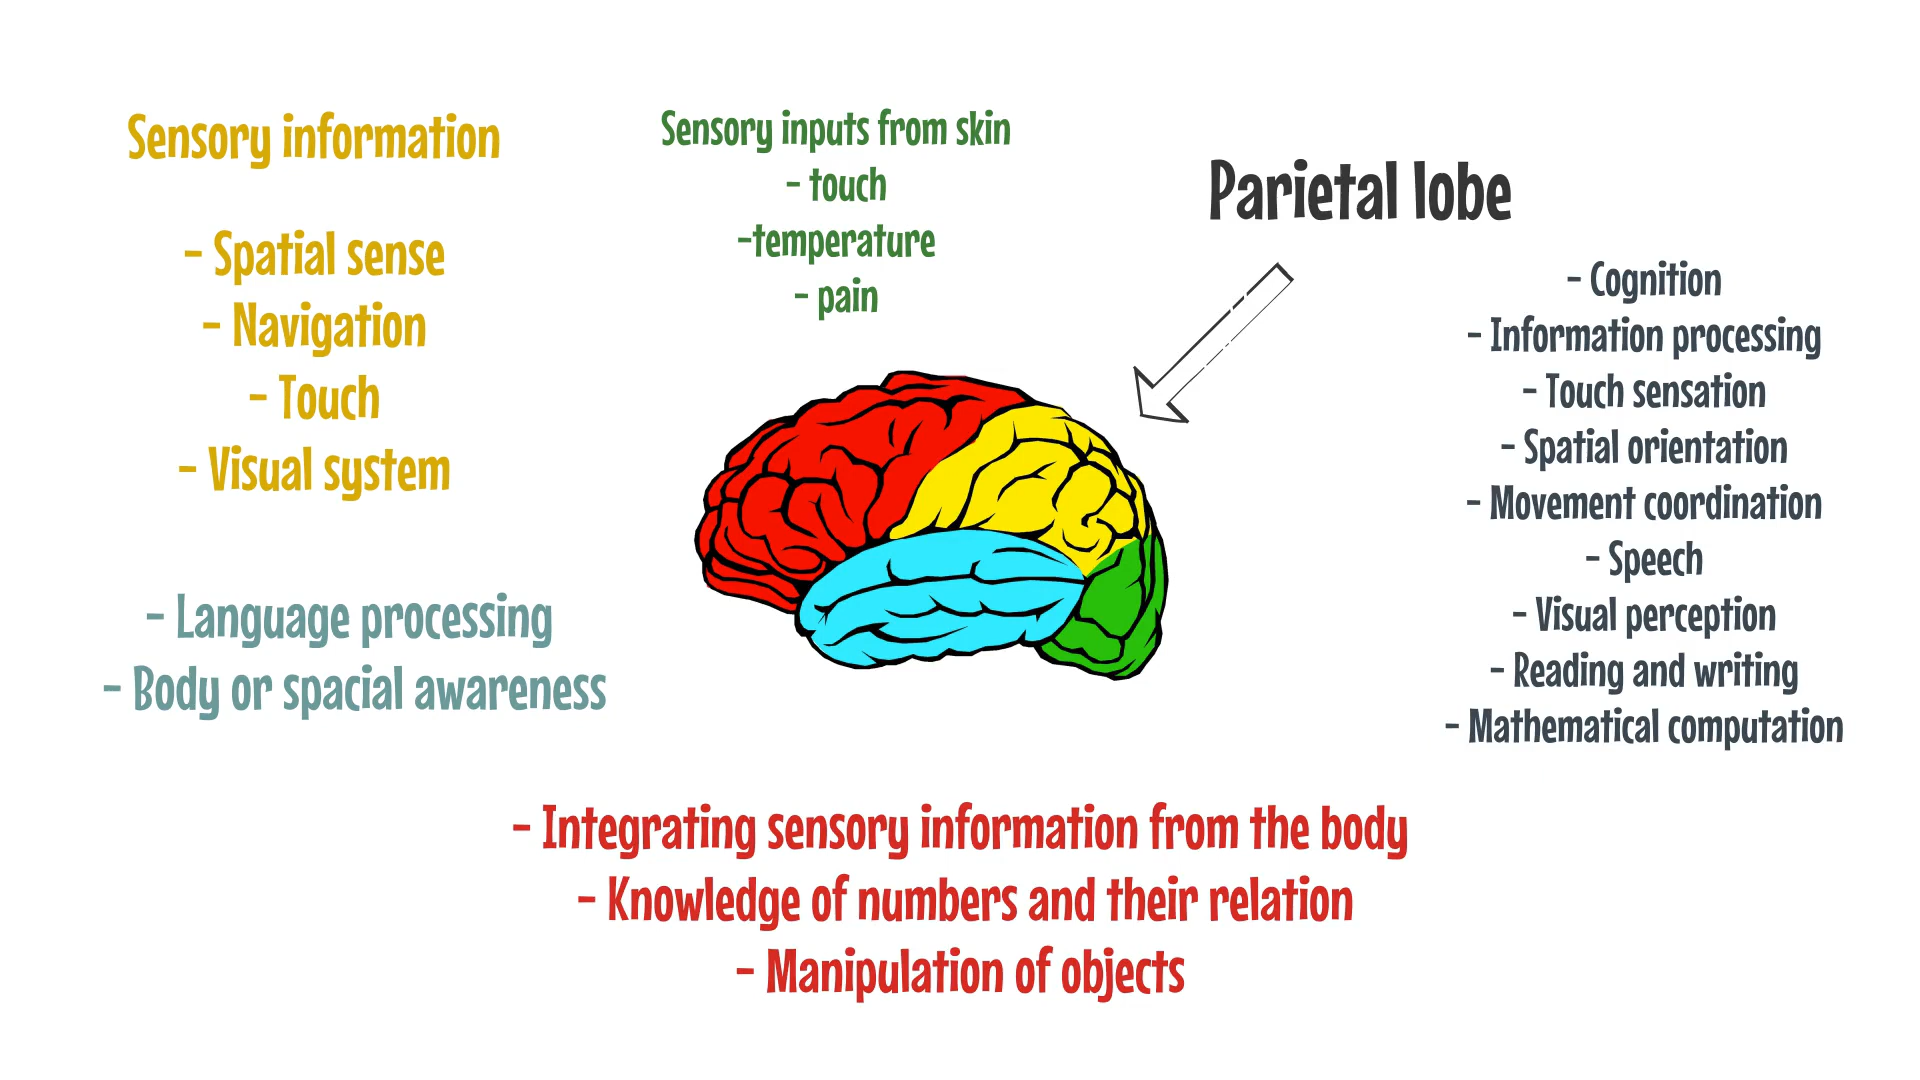 Sensory information
- Spatial sense
- Navigation
- Touch
- Visual system
- Language processing
- Body or spacial awareness
Sensory inputs from skin
- touch
-temperature
- pain
Parietal lobe
- Cognition
- Information processing
- Touch sensation
- Spatial orientation
- Movement coordination
- Speech
- Visual perception
- Reading and writing
- Mathematical computation
- Integrating sensory information from the body
- Knowledge of numbers and their relation
- Manipulation of objects